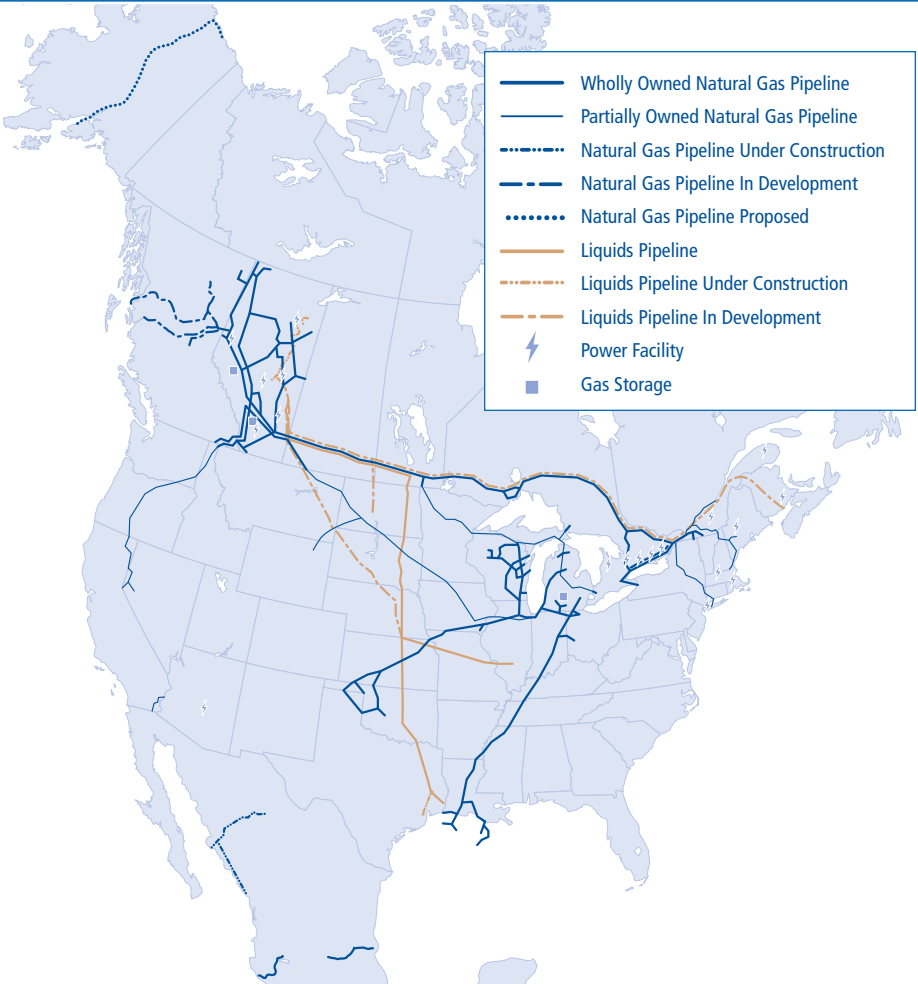 Wholly Owned Natural Gas Pipeline
Partially Owned Natural Gas Pipeline
Natural Gas Pipeline Under Construction
Natural Gas Pipeline In Development
Natural Gas Pipeline Proposed
Liquids Pipeline
Liquids Pipeline Under Construction
Liquids Pipeline In Development
Power Facility
Gas Storage